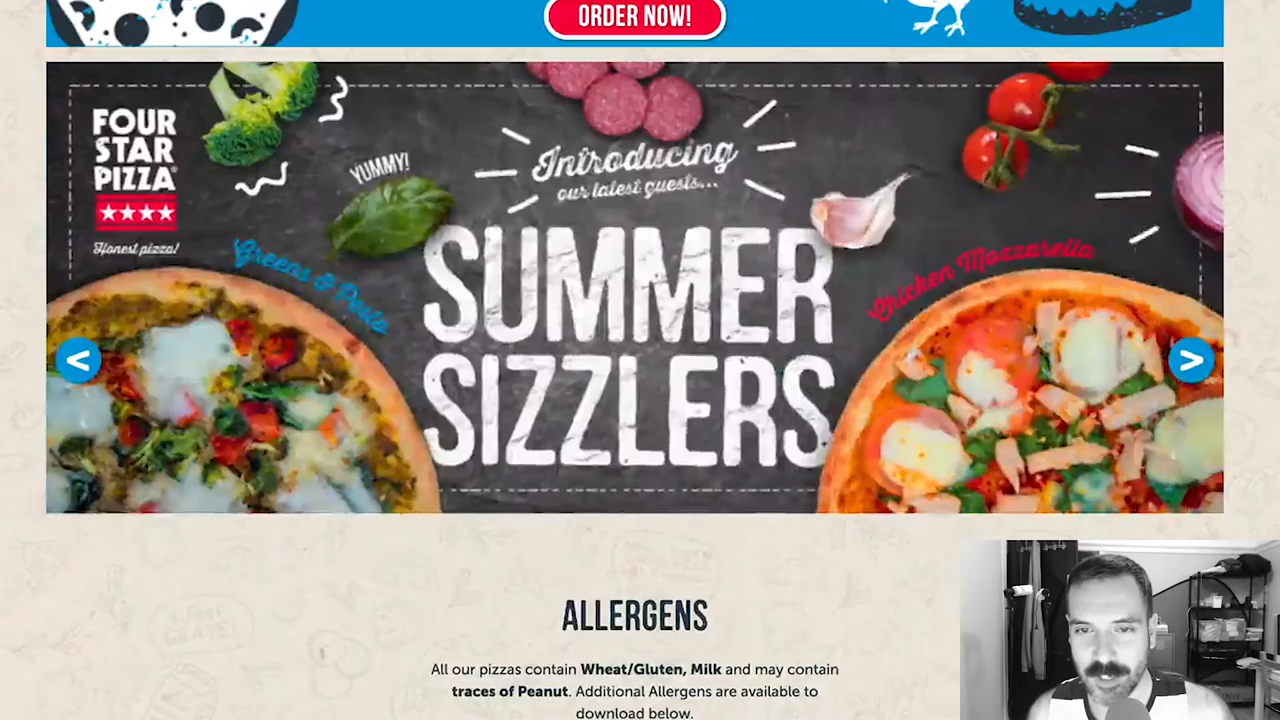 ORDER NOW!
FOUR
STAR
PIZZA
Honest pizza!
YUMMY!
Introducing
our latest guests...
SUMMER
SIZZLERS
Greens & Pesto
Chicken Mozzarella
<
>
ALLERGENS
All our pizzas contain Wheat/Gluten, Milk and may contain
traces of Peanut. Additional Allergens are available to
download below.